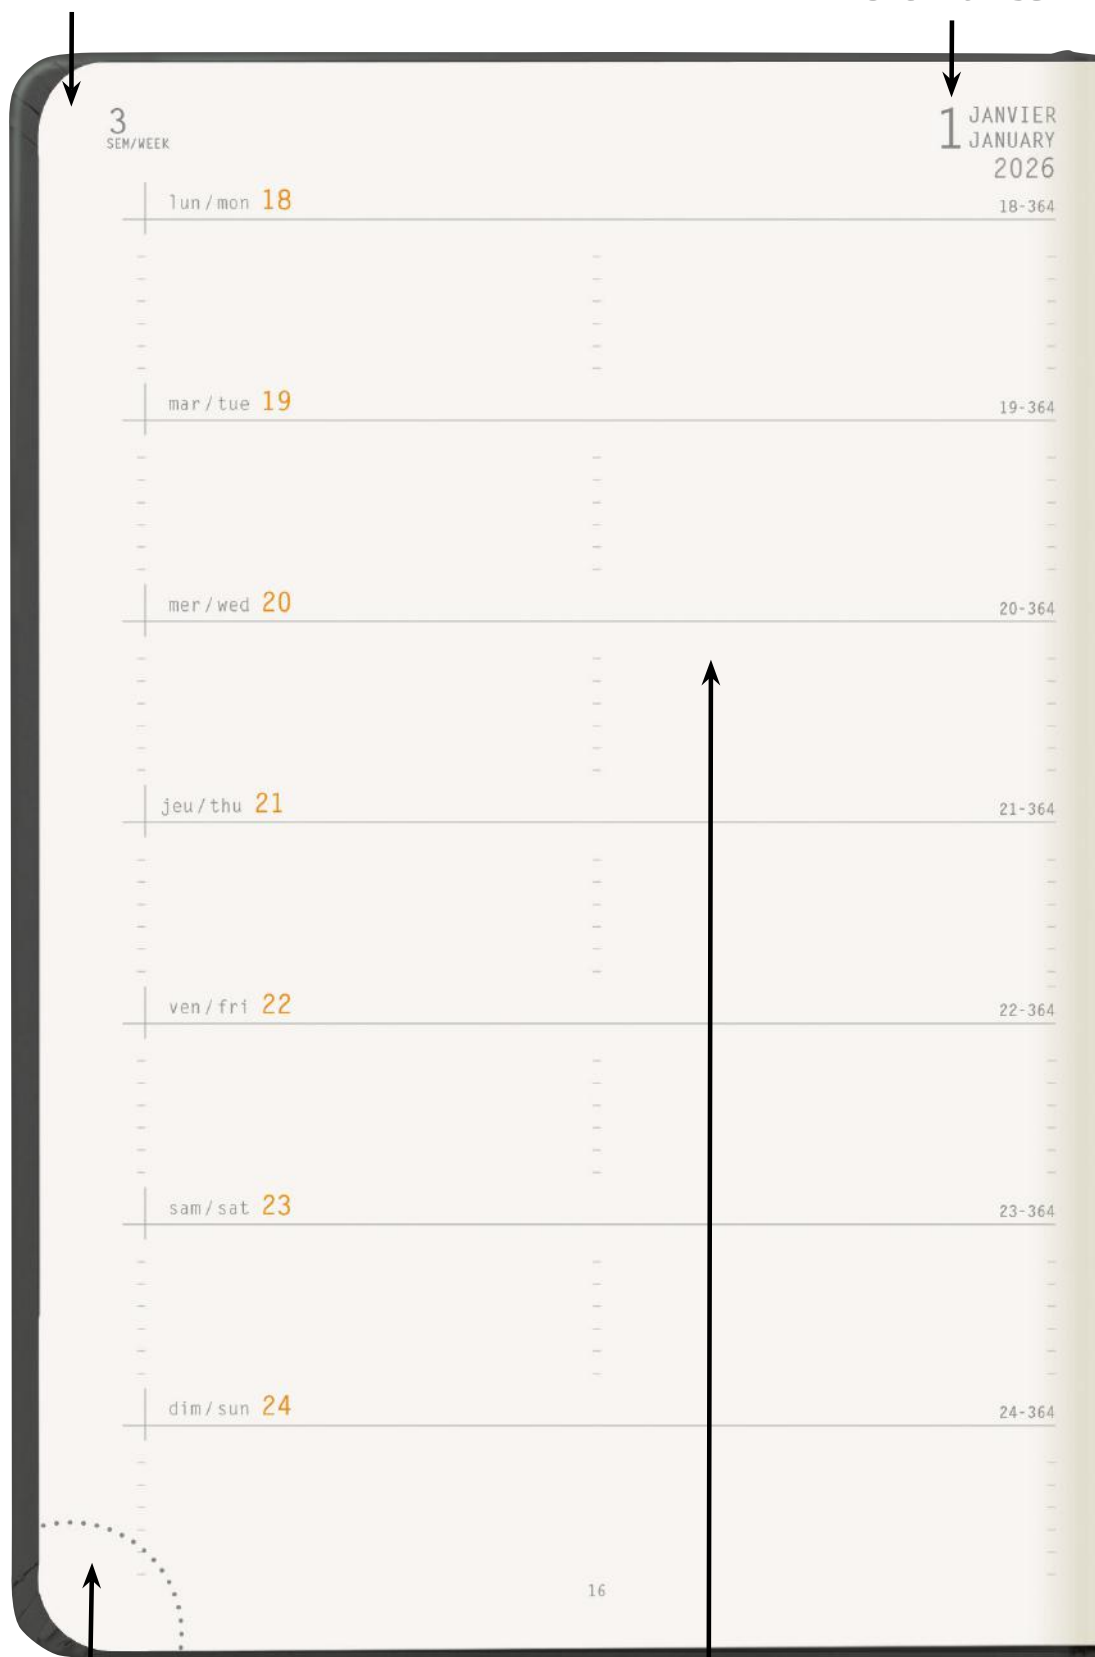 3
SEM/WEEK
1 JANVIER
JANUARY
2026
lun/mon 18
18-364
mar/tue 19
19-364
mer/wed 20
20-364
jeu/thu 21
21-364
ven/fri 22
22-364
sam/sat 23
23-364
dim/sun 24
24-364
16